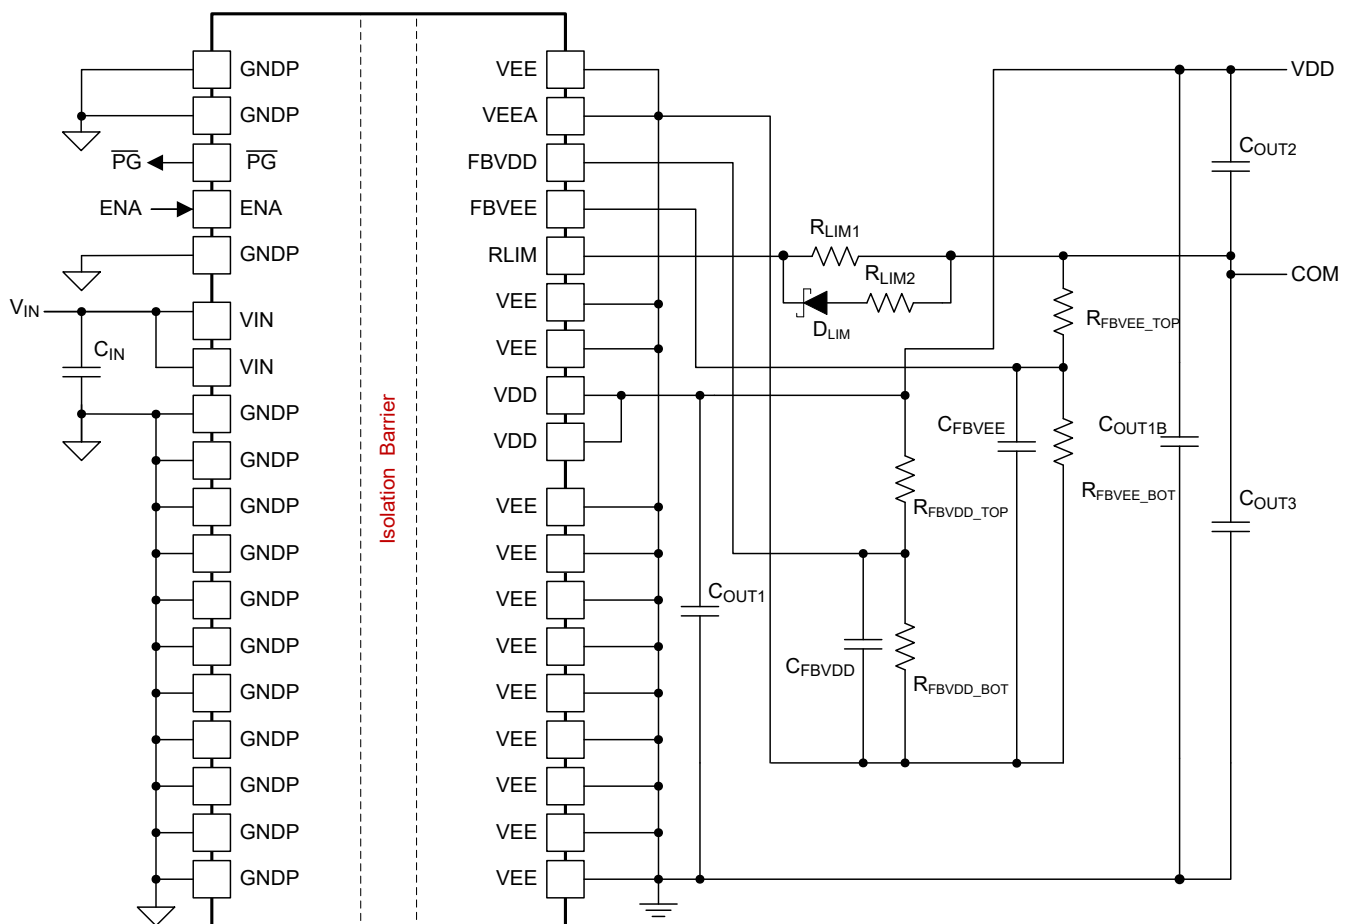 GNDP
GNDP
PG
PG
ENA
ENA
GNDP
VIN
VIN
CIN
VIN
GNDP
GNDP
GNDP
GNDP
GNDP
GNDP
GNDP
GNDP
GNDP
GNDP
GNDP
Isolation Barrier
VEE
VEEA
FBVDD
FBVEE
RLIM
VEE
VEE
VDD
VDD
VEE
VEE
VEE
VEE
VEE
VEE
VEE
VEE
VEE
RLIM1
RLIM2
DLIM
COUT1
RFBVDD_TOP
CFBVDD
RFBVDD_BOT
CFBVEE
RFBVEE_TOP
RFBVEE_BOT
COUT1B
VDD
COUT2
COM
COUT3